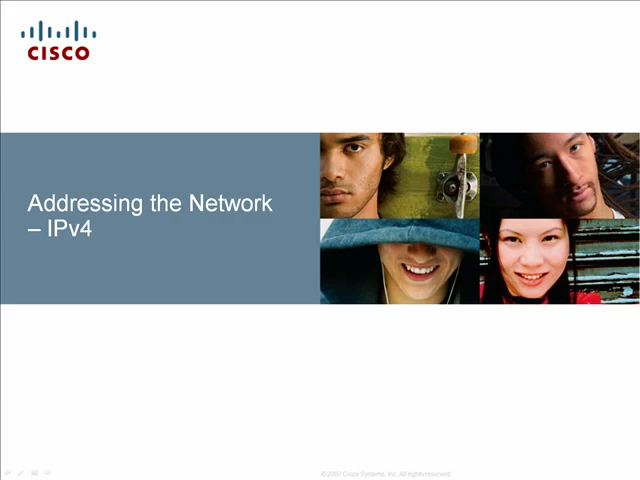 CISCO
Addressing the Network
– IPv4
© 2007 Cisco Systems, Inc. All rights reserved.